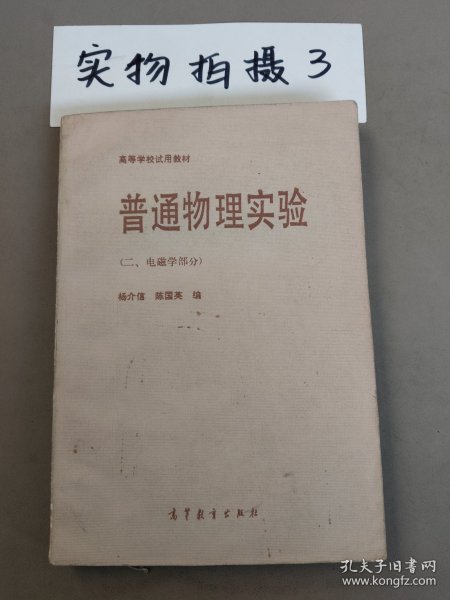 实物拍摄3
高等学校试用教材
普通物理实验
(二、电磁学部分)
杨介信 陈国英 编
高等教育出版社
孔夫子旧书网
www.kongfz.com